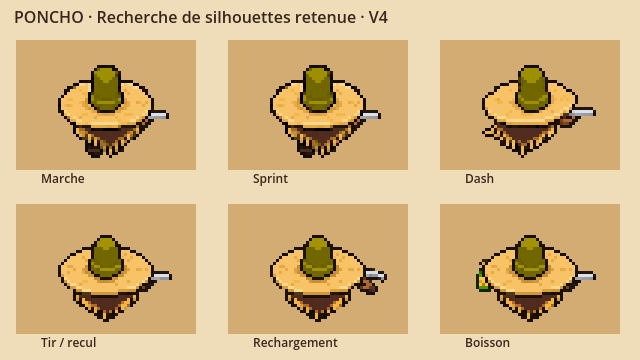 PONCHO · Recherche de silhouettes retenue · V4
Marche
Sprint
Dash
Tir / recul
Rechargement
Boisson